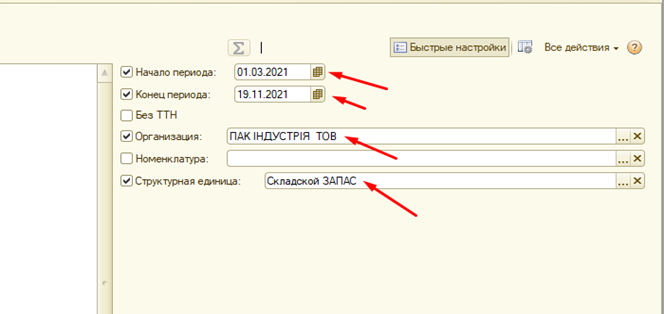 Σ Быстрые настройки Все действия ?
Начало периода: 01.03.2021
Конец периода: 19.11.2021
Без ТТН
Организация: ПАК ІНДУСТРІЯ ТОВ ... ×
Номенклатура: ... ×
Структурная единица: Складской ЗАПАС ... ×